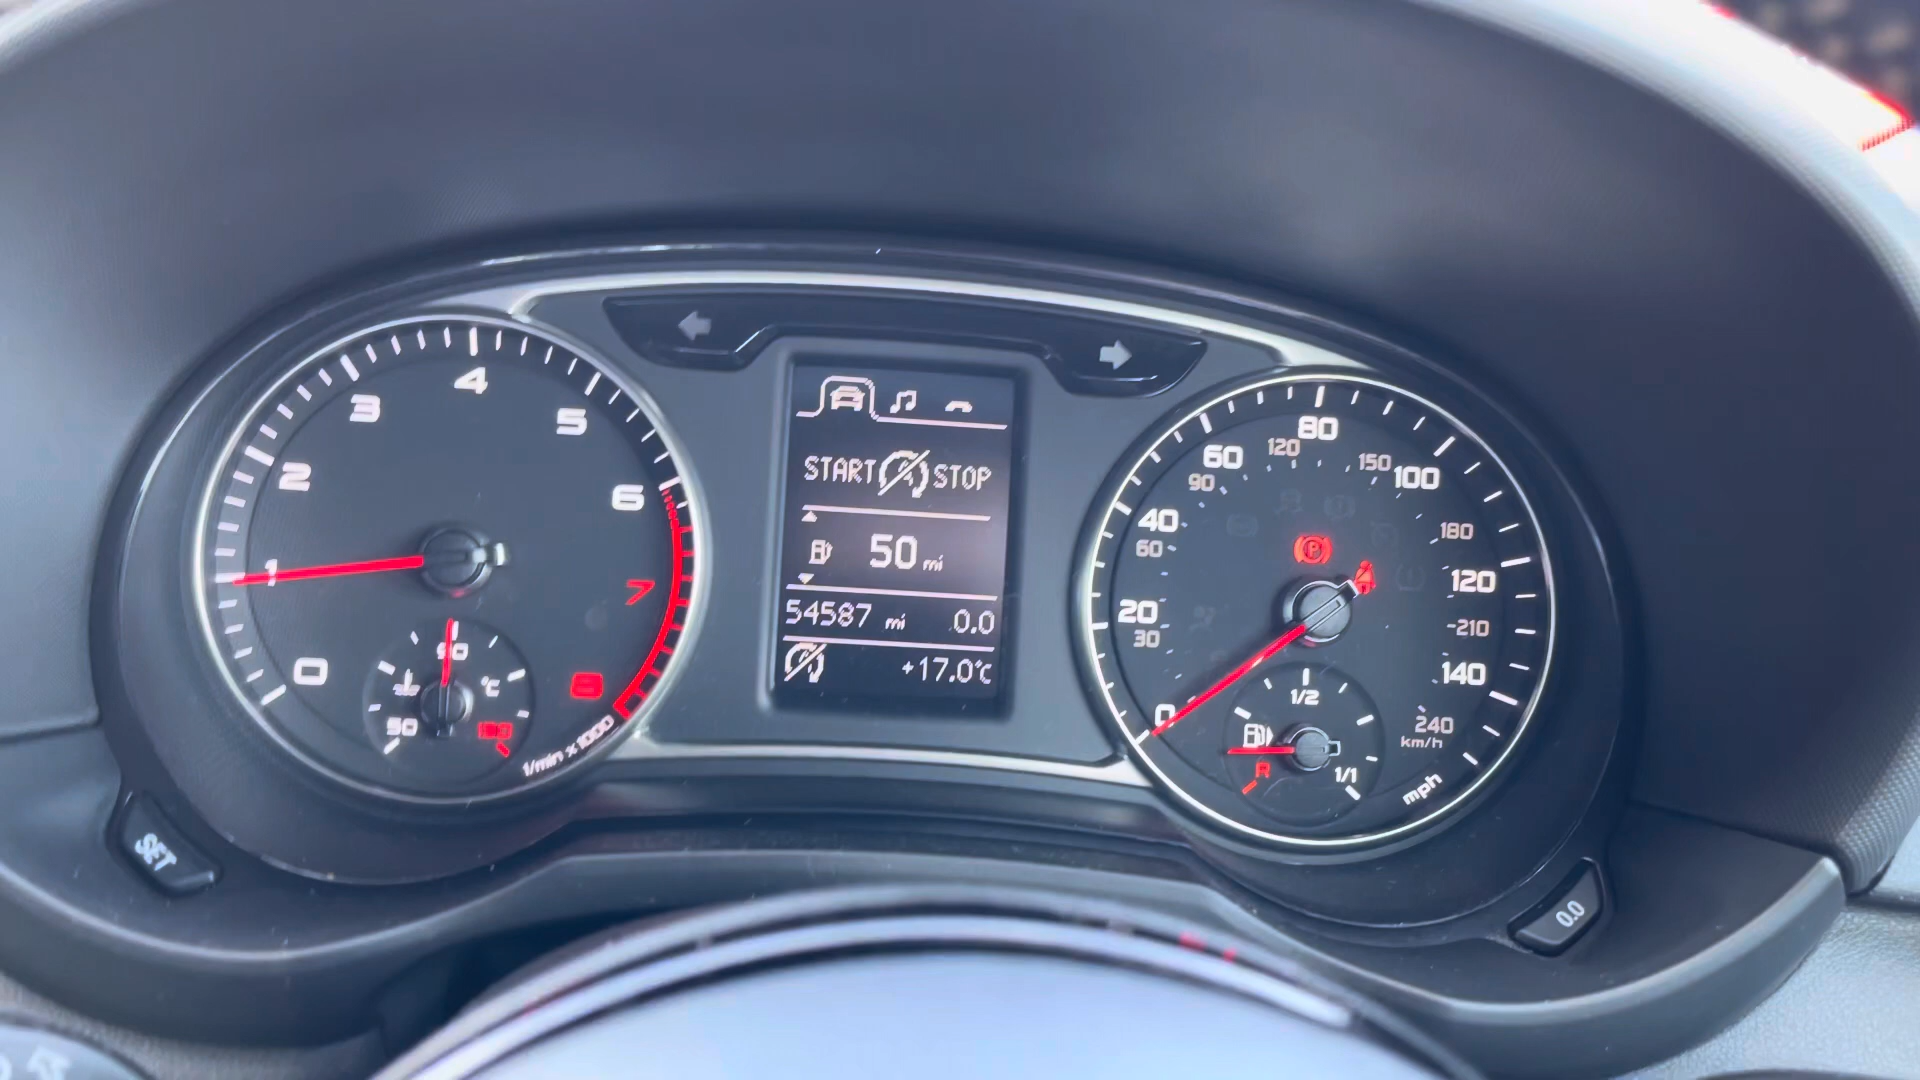 0
1
2
3
4
5
6
7
8
1/min x 1000
50
90
°C
130
START A STOP
50 mi
54587 mi 0.0
+17.0°C
0
20
40
60
80
100
120
140
mph
30
60
90
120
150
180
210
240
km/h
P
R
1/2
1/1
SET
0.0